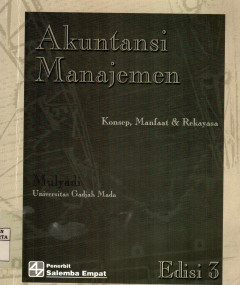 Akuntansi
Manajemen
Konsep, Manfaat & Rekayasa
Mulyadi
Universitas Gadjah Mada
Penerbit
Salemba Empat
Edisi 3